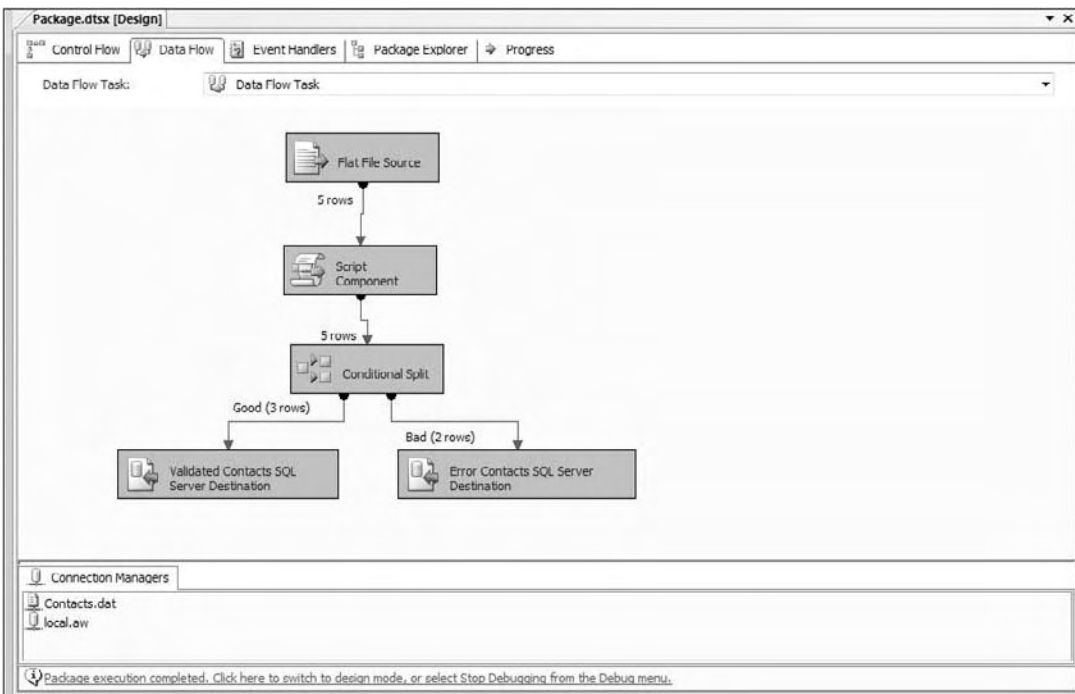 Package.dtsx [Design]
Control Flow
Data Flow
Event Handlers
Package Explorer
Progress
Data Flow Task:
Data Flow Task
Flat File Source
5 rows
Script
Component
5 rows
Conditional Split
Good (3 rows)
Bad (2 rows)
Validated Contacts SQL
Server Destination
Error Contacts SQL Server
Destination
Connection Managers
Contacts.dat
local.aw
Package execution completed. Click here to switch to design mode, or select Stop Debugging from the Debug menu.